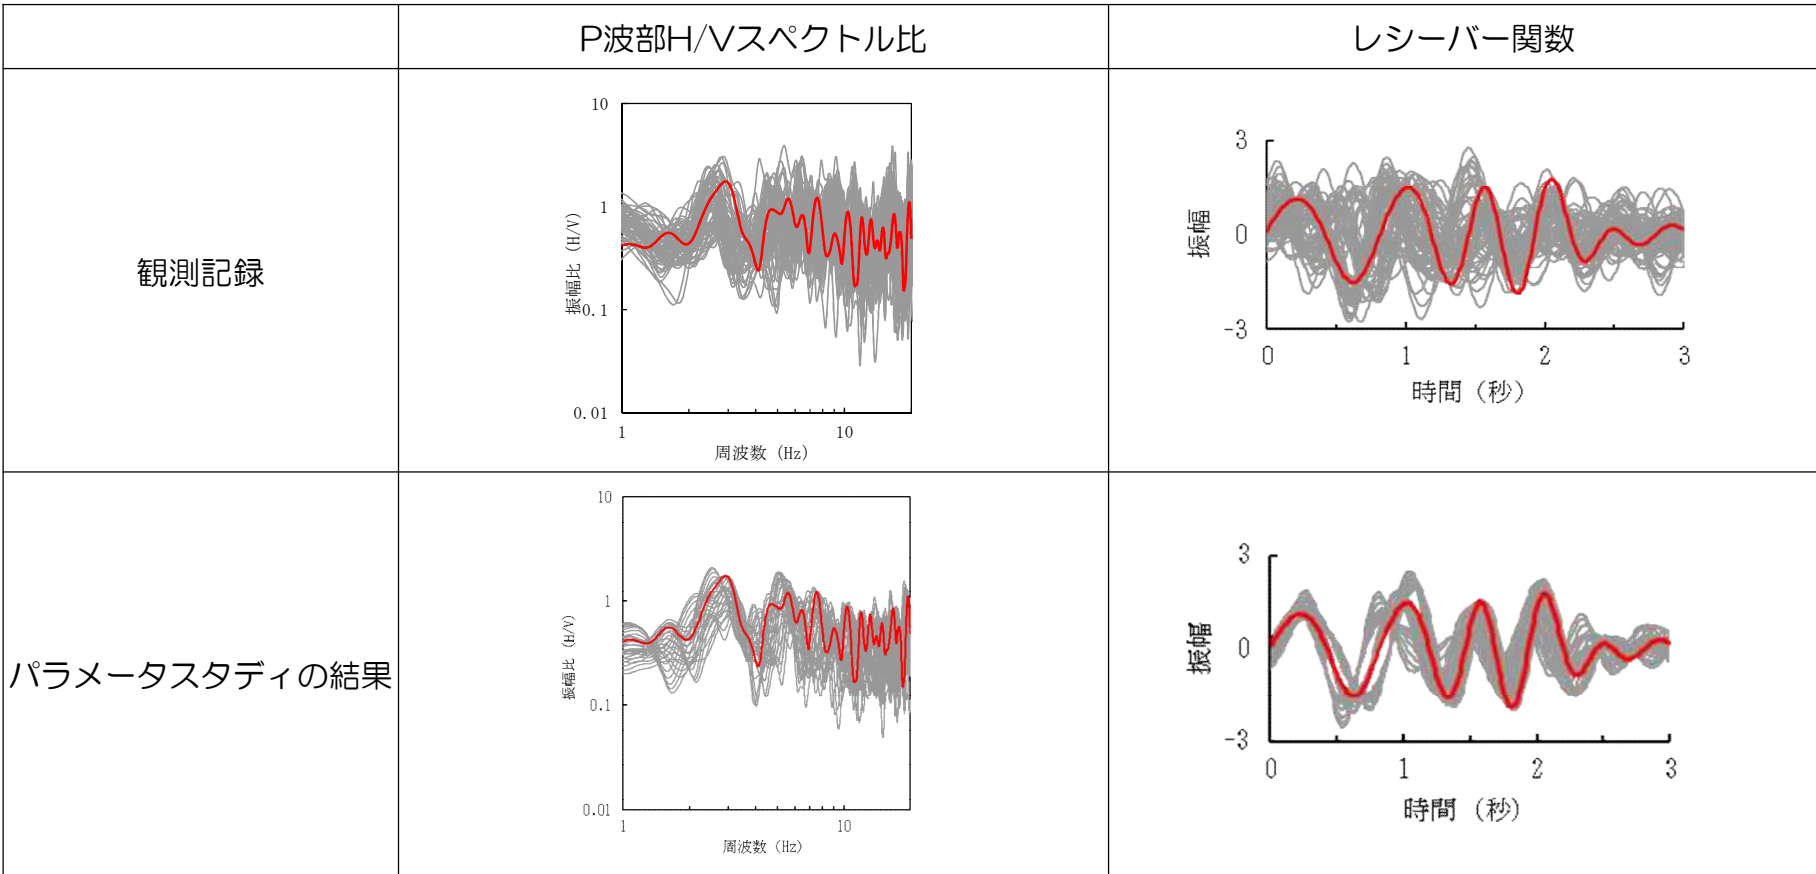 P波部H/Vスペクトル比
レシーバー関数
観測記録
10
1
0.1
0.01
振幅比 (H/V)
1
10
周波数 (Hz)
3
0
-3
振幅
0
1
2
3
時間 (秒)
パラメータスタディの結果
10
1
0.1
0.01
振幅比 (H/V)
1
10
周波数 (Hz)
3
0
-3
振幅
0
1
2
3
時間 (秒)